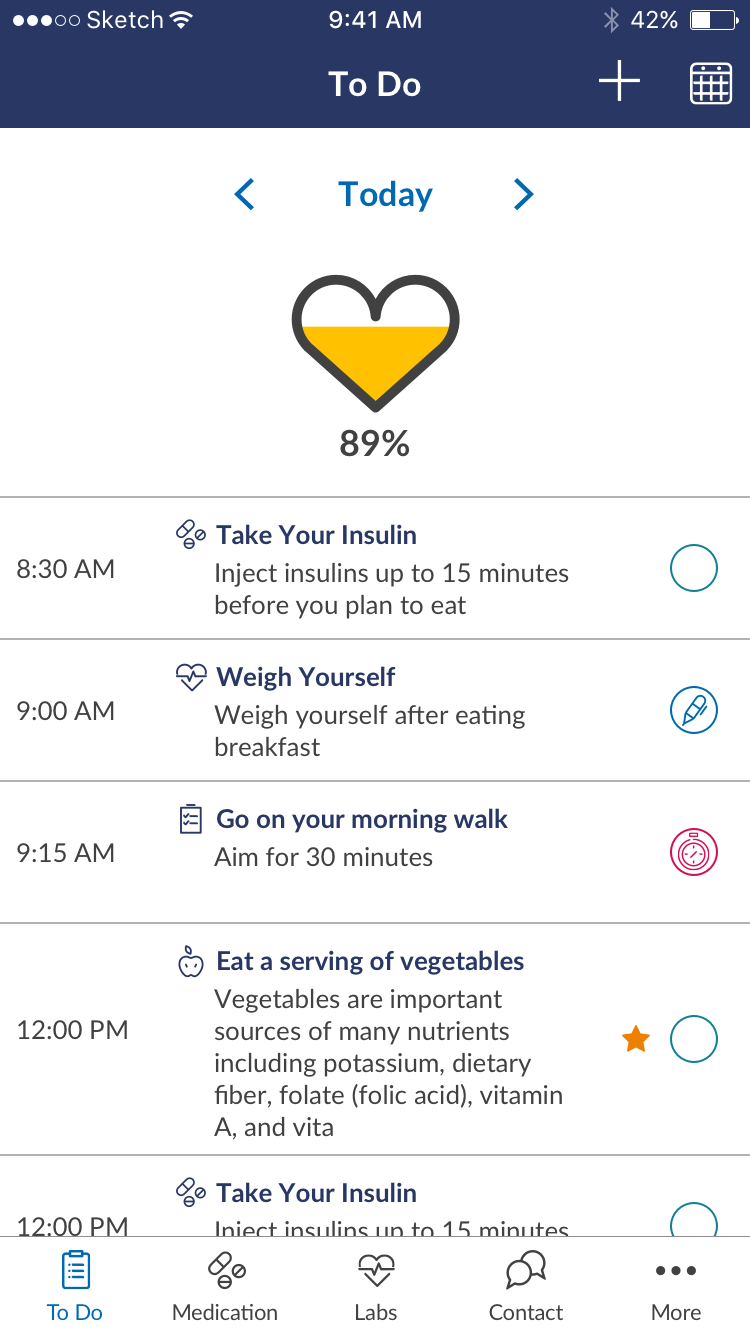 Sketch 9:41 AM 42%
To Do
Today
89%
Take Your Insulin
8:30 AM
Inject insulins up to 15 minutes
before you plan to eat
Weigh Yourself
9:00 AM
Weigh yourself after eating
breakfast
Go on your morning walk
9:15 AM
Aim for 30 minutes
Eat a serving of vegetables
12:00 PM
Vegetables are important
sources of many nutrients
including potassium, dietary
fiber, folate (folic acid), vitamin
A, and vita
Take Your Insulin
12:00 PM
Inject insulins up to 15 minutes
To Do Medication Labs Contact More